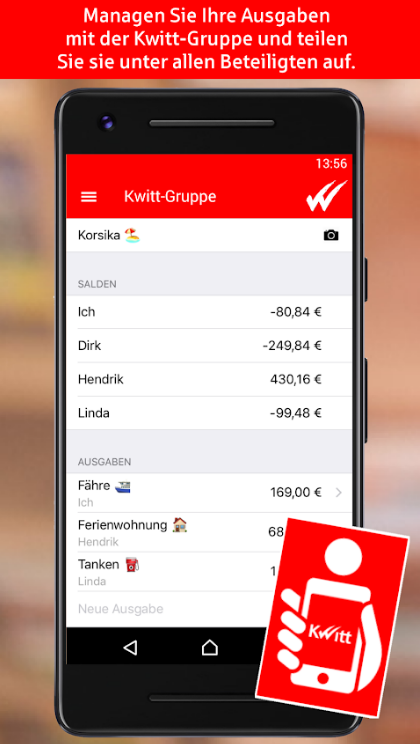 Managen Sie Ihre Ausgaben
mit der Kwitt-Gruppe und teilen
Sie sie unter allen Beteiligten auf.
13:56
Kwitt-Gruppe
Korsika
SALDEN
Ich -80,84 €
Dirk -249,84 €
Hendrik 430,16 €
Linda -99,48 €
AUSGABEN
Fähre 169,00 €
Ich
Ferienwohnung 68
Hendrik
Tanken 1
Linda
Neue Ausgabe
Kwitt